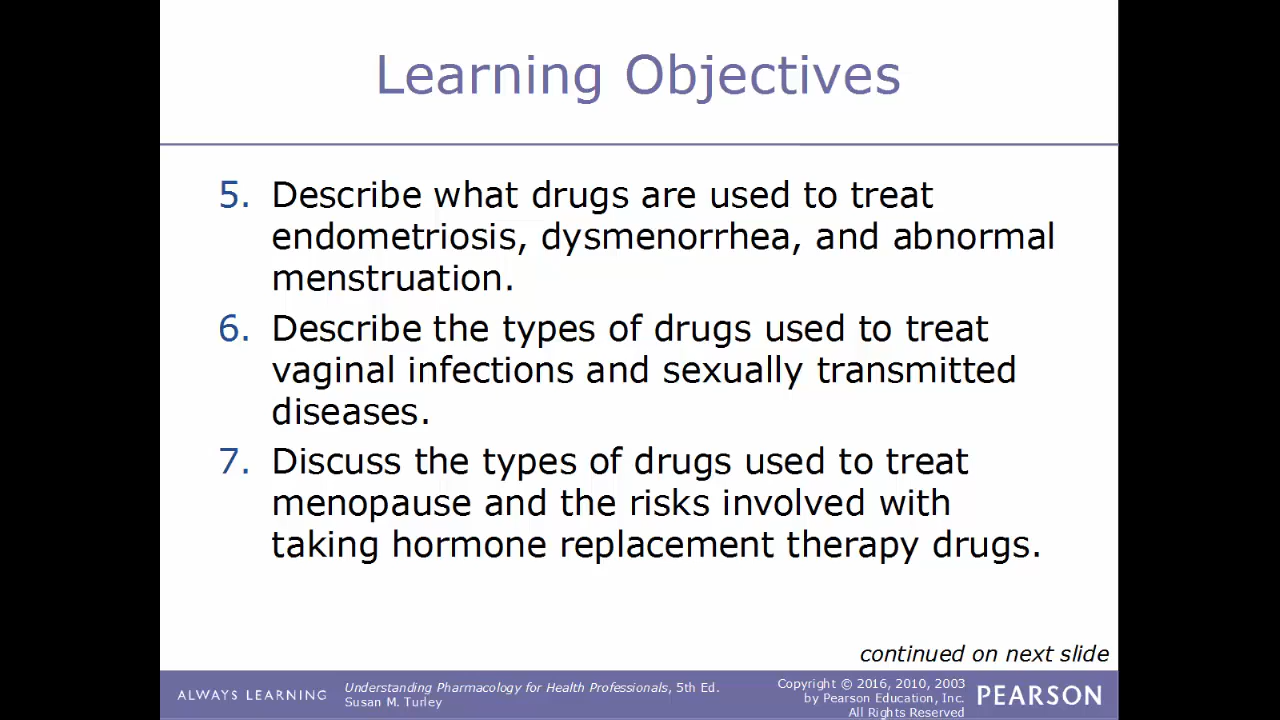 Learning Objectives
5. Describe what drugs are used to treat
endometriosis, dysmenorrhea, and abnormal
menstruation.
6. Describe the types of drugs used to treat
vaginal infections and sexually transmitted
diseases.
7. Discuss the types of drugs used to treat
menopause and the risks involved with
taking hormone replacement therapy drugs.
continued on next slide
ALWAYS LEARNING
Understanding Pharmacology for Health Professionals, 5th Ed.
Susan M. Turley
Copyright © 2016, 2010, 2003
by Pearson Education, Inc.
All Rights Reserved
PEARSON